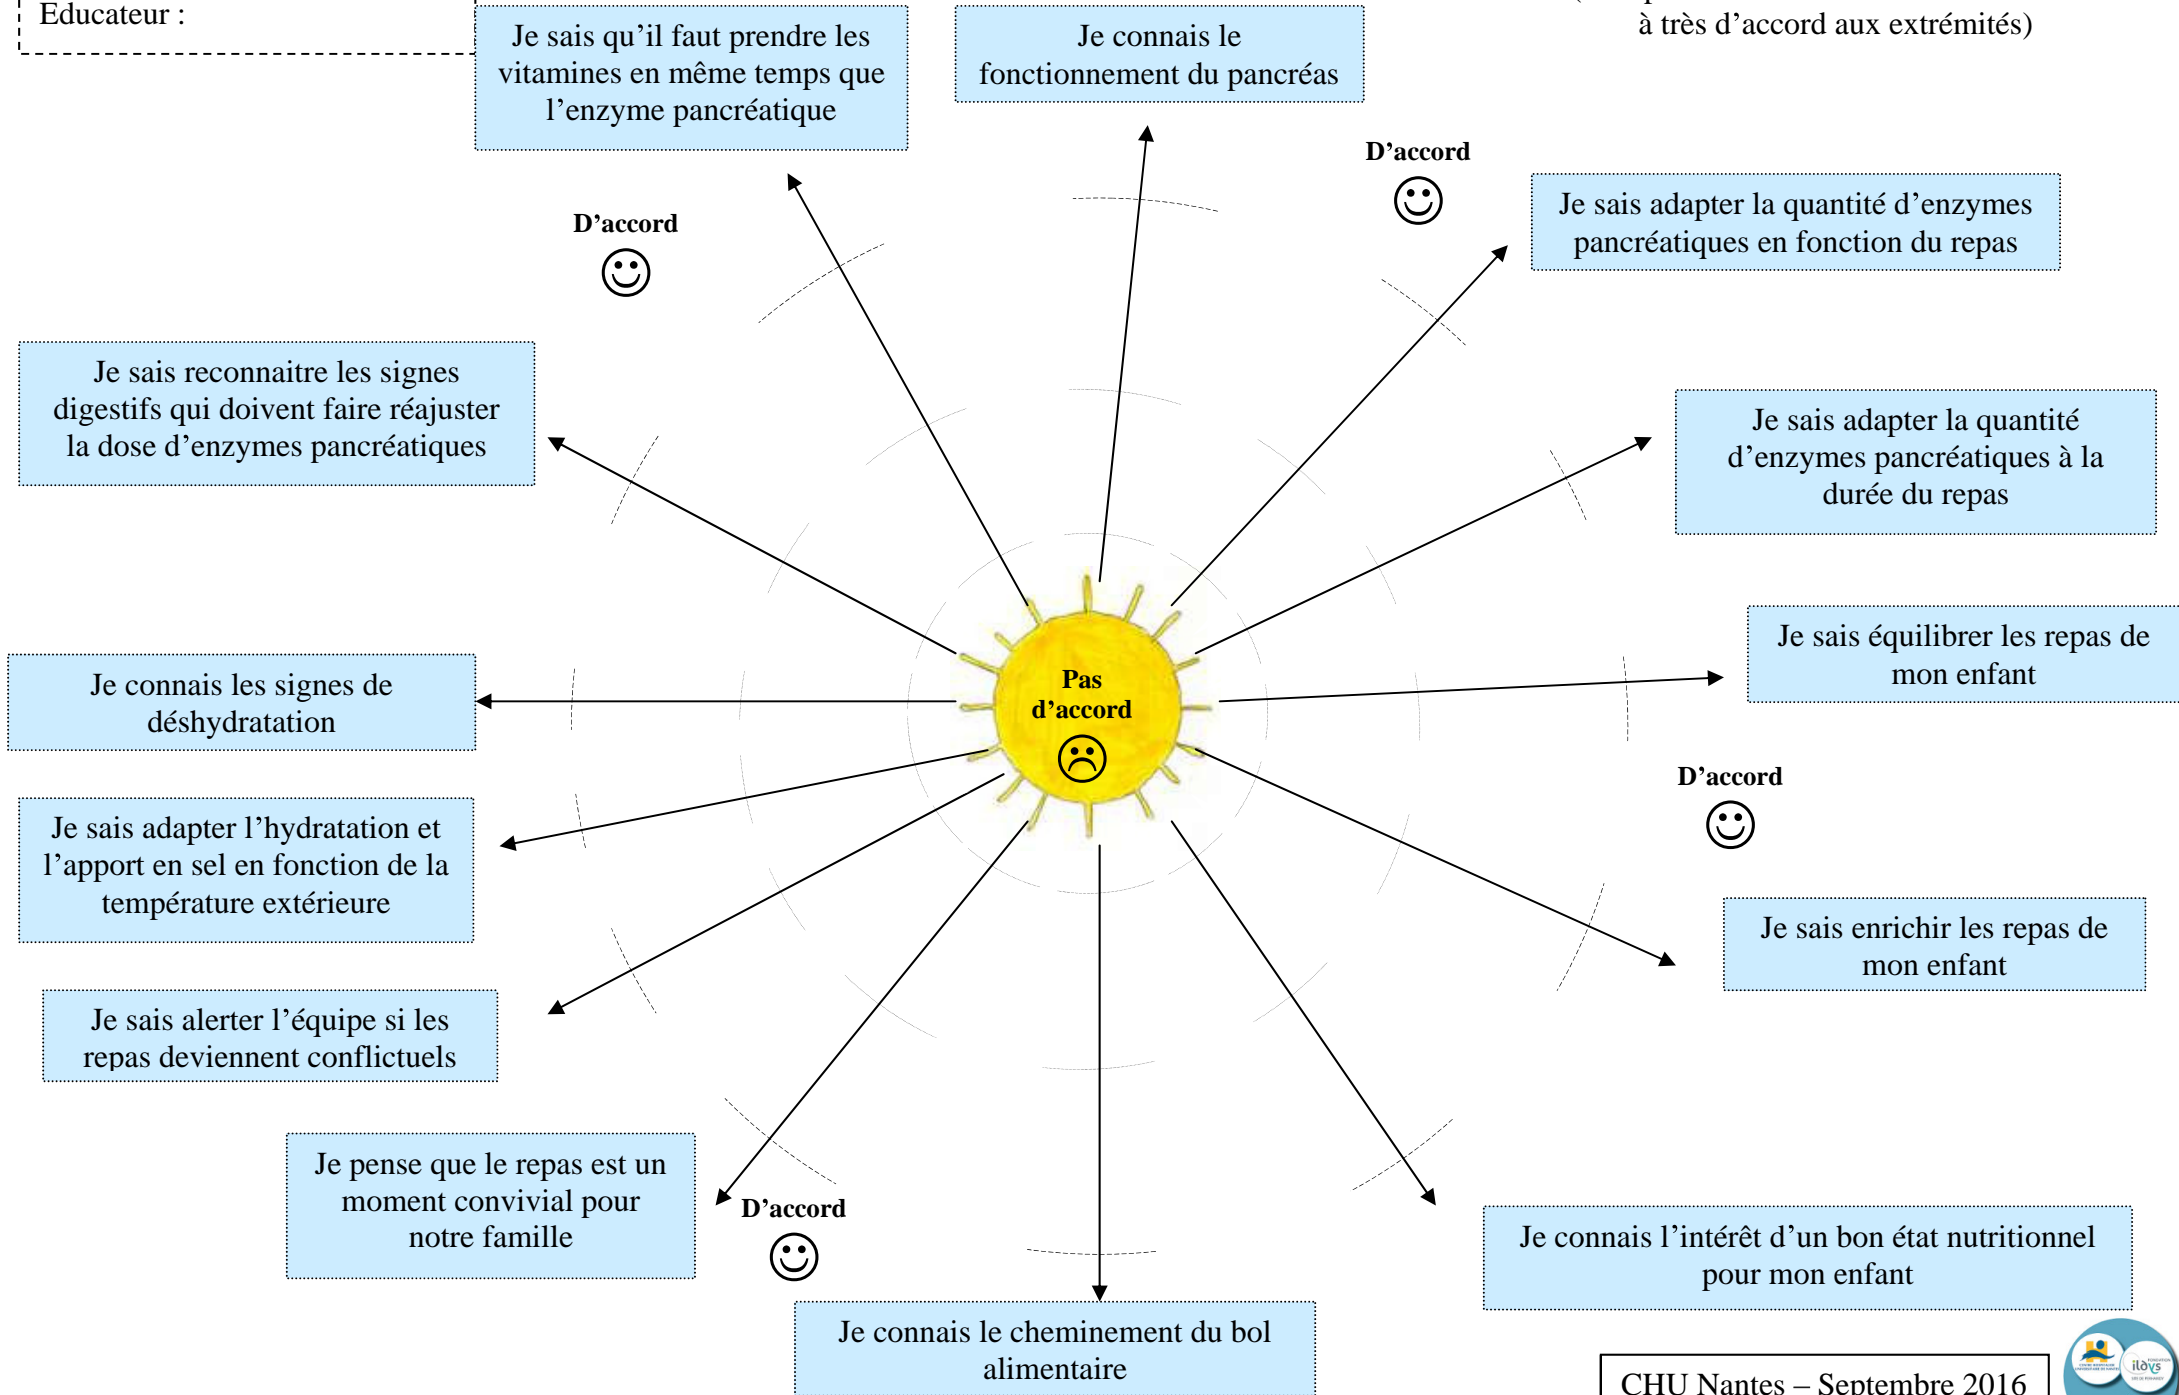 Educateur :
à très d’accord aux extrémités)
Je sais qu’il faut prendre les
vitamines en même temps que
l’enzyme pancréatique
Je connais le
fonctionnement du pancréas
D’accord
Je sais adapter la quantité d’enzymes
pancréatiques en fonction du repas
D’accord
Je sais reconnaitre les signes
digestifs qui doivent faire réajuster
la dose d’enzymes pancréatiques
Je sais adapter la quantité
d’enzymes pancréatiques à la
durée du repas
Je sais équilibrer les repas de
mon enfant
Je connais les signes de
déshydratation
Pas
d’accord
D’accord
Je sais adapter l’hydratation et
l’apport en sel en fonction de la
température extérieure
Je sais enrichir les repas de
mon enfant
Je sais alerter l’équipe si les
repas deviennent conflictuels
Je pense que le repas est un
moment convivial pour
notre famille
D’accord
Je connais l’intérêt d’un bon état nutritionnel
pour mon enfant
Je connais le cheminement du bol
alimentaire
CHU Nantes – Septembre 2016
ildys